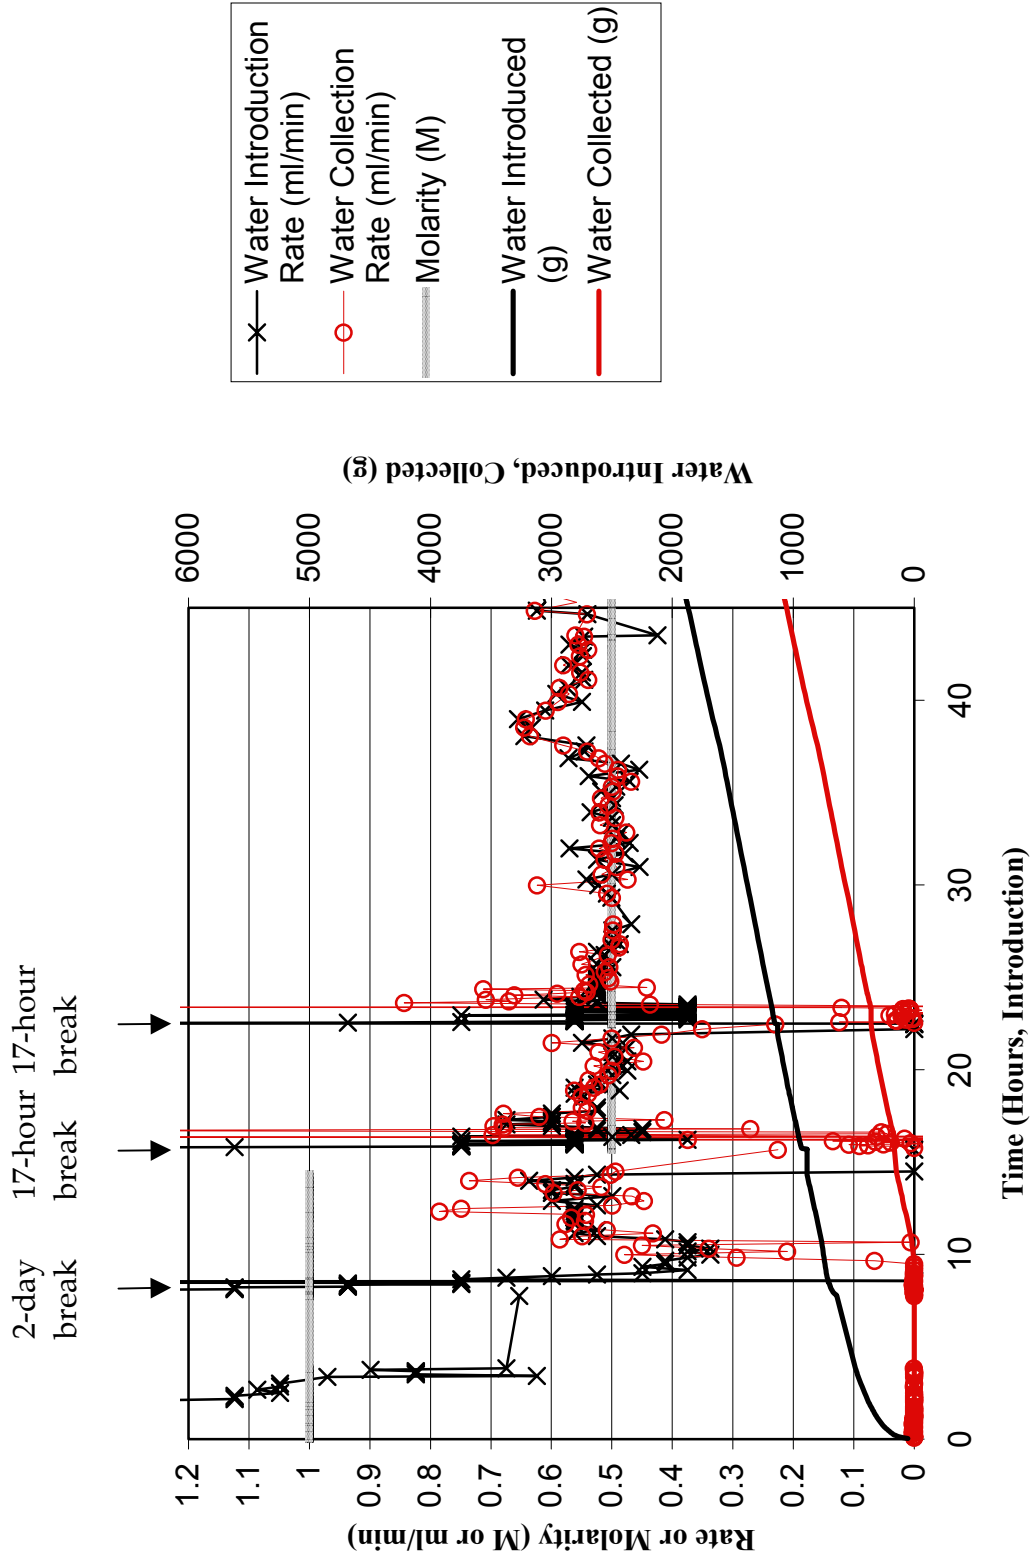 2-day
break
17-hour
break
17-hour
break
Rate or Molarity (M or ml/min)
1.2
1.1
1
0.9
0.8
0.7
0.6
0.5
0.4
0.3
0.2
0.1
0
0
10
20
30
40
Time (Hours, Introduction)
6000
5000
4000
3000
2000
1000
0
Water Introduced, Collected (g)
Water Introduction
Rate (ml/min)
Water Collection
Rate (ml/min)
Molarity (M)
Water Introduced
(g)
Water Collected (g)